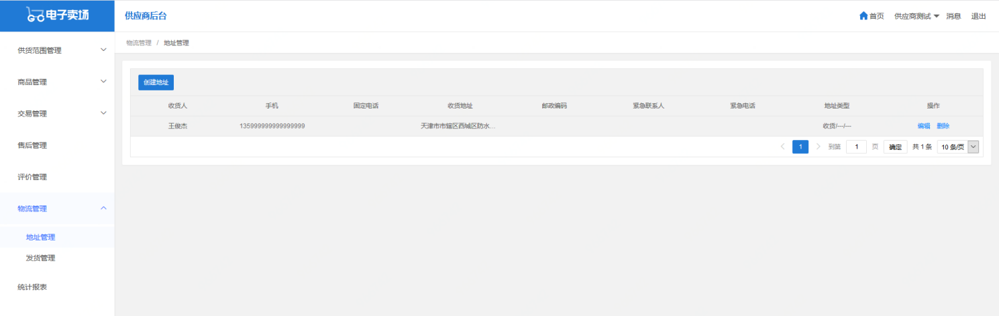 电子卖场
供应商后台
首页 供应商测试 消息 退出
物流管理 / 地址管理
供货范围管理
商品管理
交易管理
售后管理
评价管理
物流管理
地址管理
发货管理
统计报表
创建地址
收货人 手机 固定电话 收货地址 邮政编码 紧急联系人 紧急电话 地址类型 操作
王俊杰 135999999999999999 天津市市辖区西城区防水... 收货/---/--- 编辑 删除
1 到第 1 页 确定 共 1 条 10 条/页